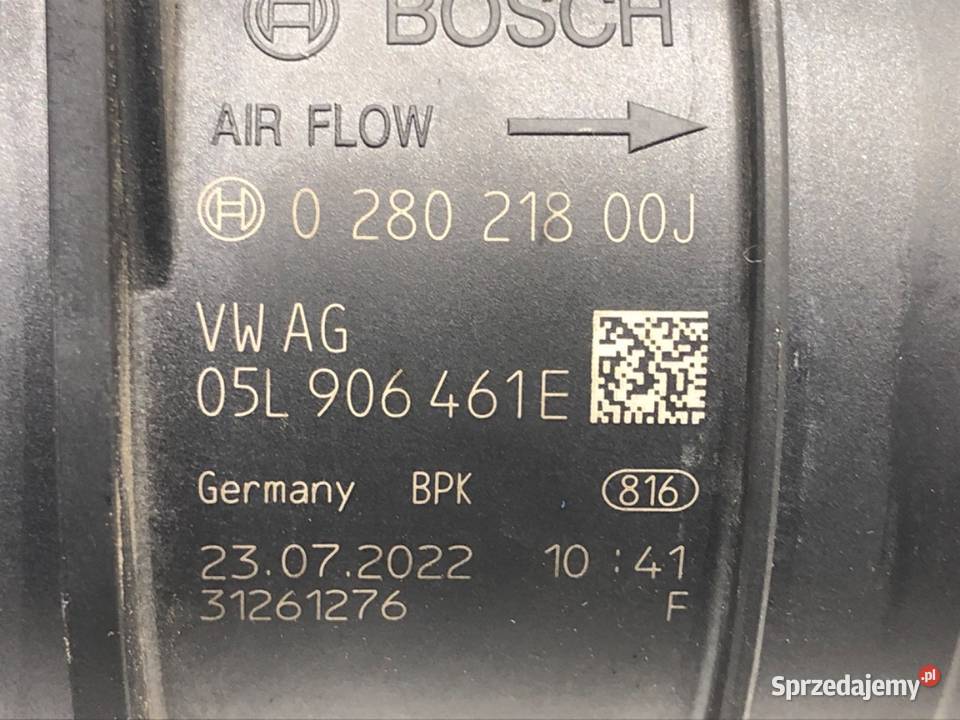 BOSCH
AIR FLOW
0 280 218 00J
VW AG
05L 906 461E
Germany BPK 816
23.07.2022 10:41
31261276 F
Sprzedajemy.pl